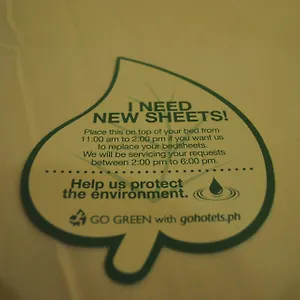 I NEED
NEW SHEETS!
Place this on top of your bed from
11:00 am to 2:00 pm if you want us
to replace your bedsheets.
We will be servicing your requests
between 2:00 pm to 6:00 pm.
Help us protect
the environment.
GO GREEN with gohotels.ph